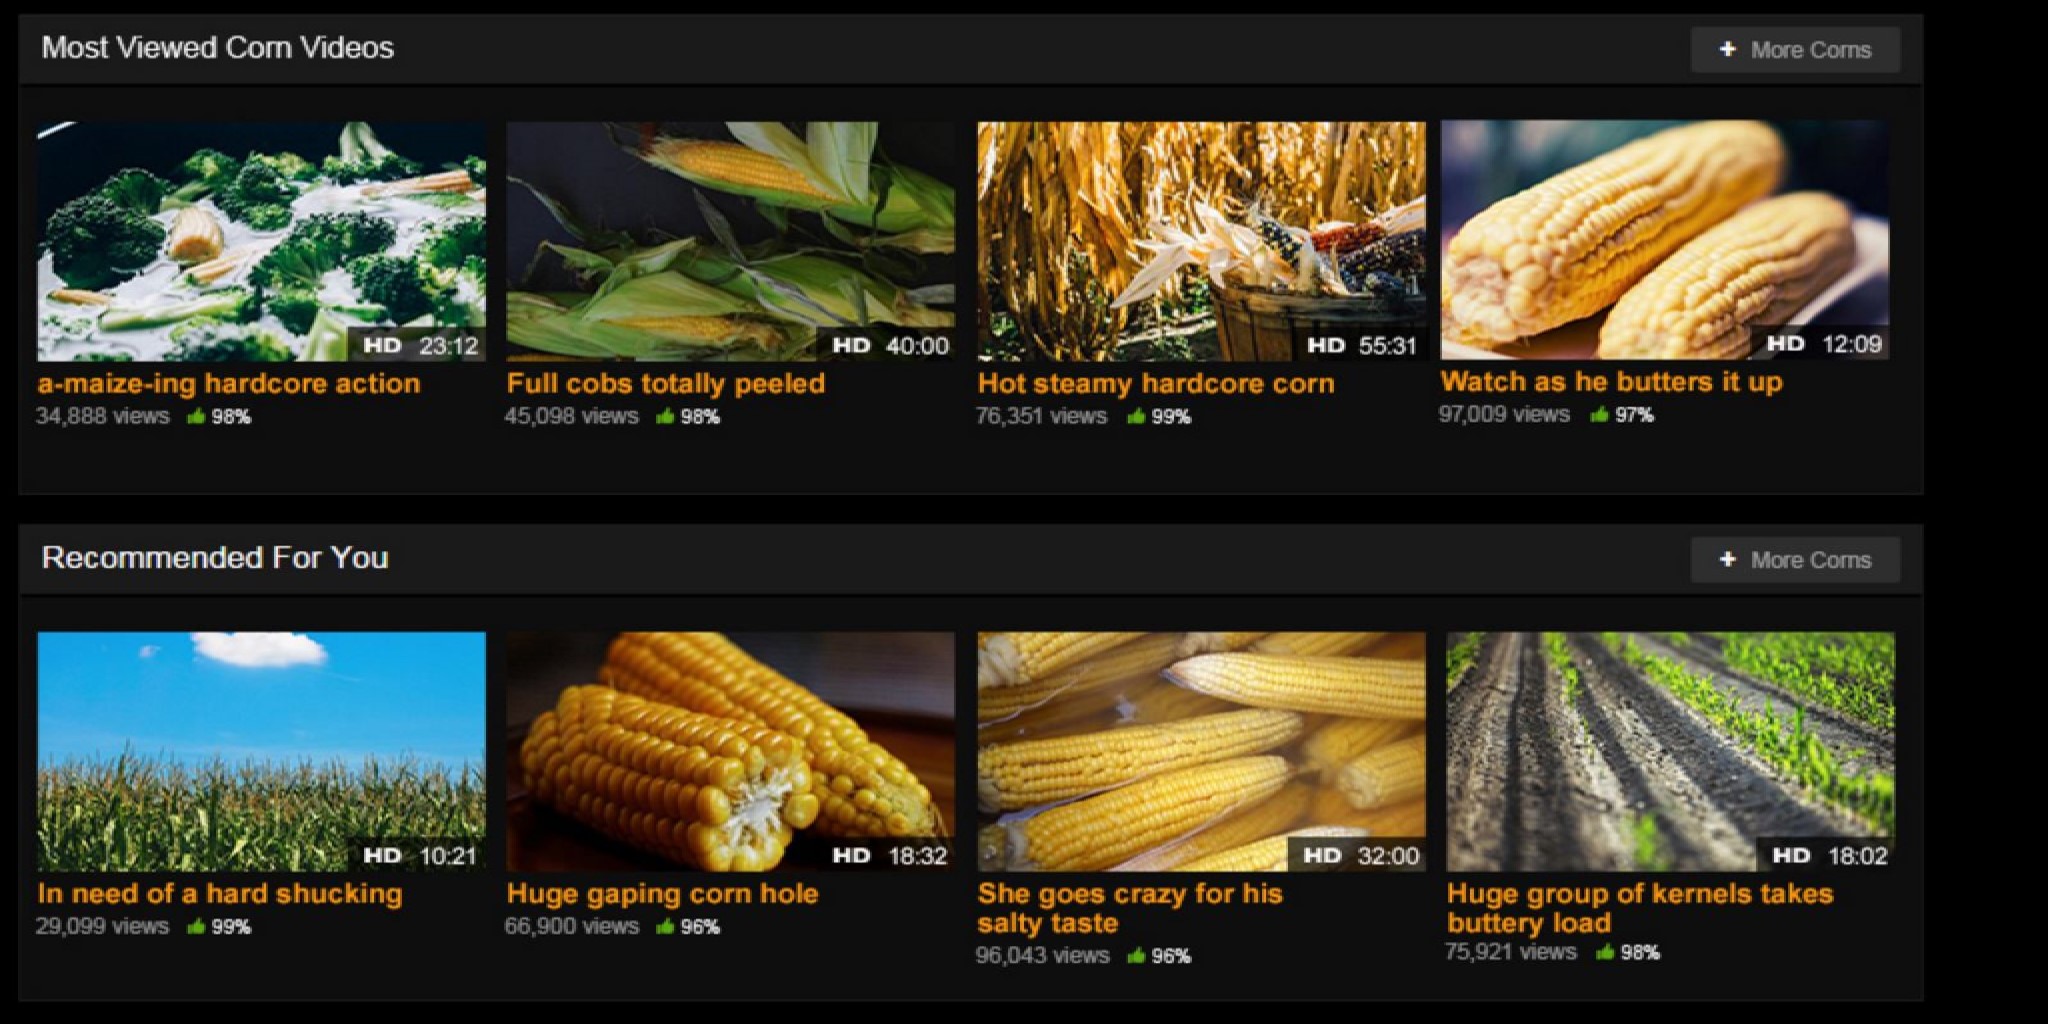 Most Viewed Corn Videos
+ More Corns
HD 23:12
HD 40:00
HD 55:31
HD 12:09
a-maize-ing hardcore action
34,888 views 98%
Full cobs totally peeled
45,098 views 98%
Hot steamy hardcore corn
76,351 views 99%
Watch as he butters it up
97,009 views 97%
Recommended For You
+ More Corns
HD 10:21
HD 18:32
HD 32:00
HD 18:02
In need of a hard shucking
29,099 views 99%
Huge gaping corn hole
66,900 views 96%
She goes crazy for his
salty taste
96,043 views 96%
Huge group of kernels takes
buttery load
75,921 views 98%